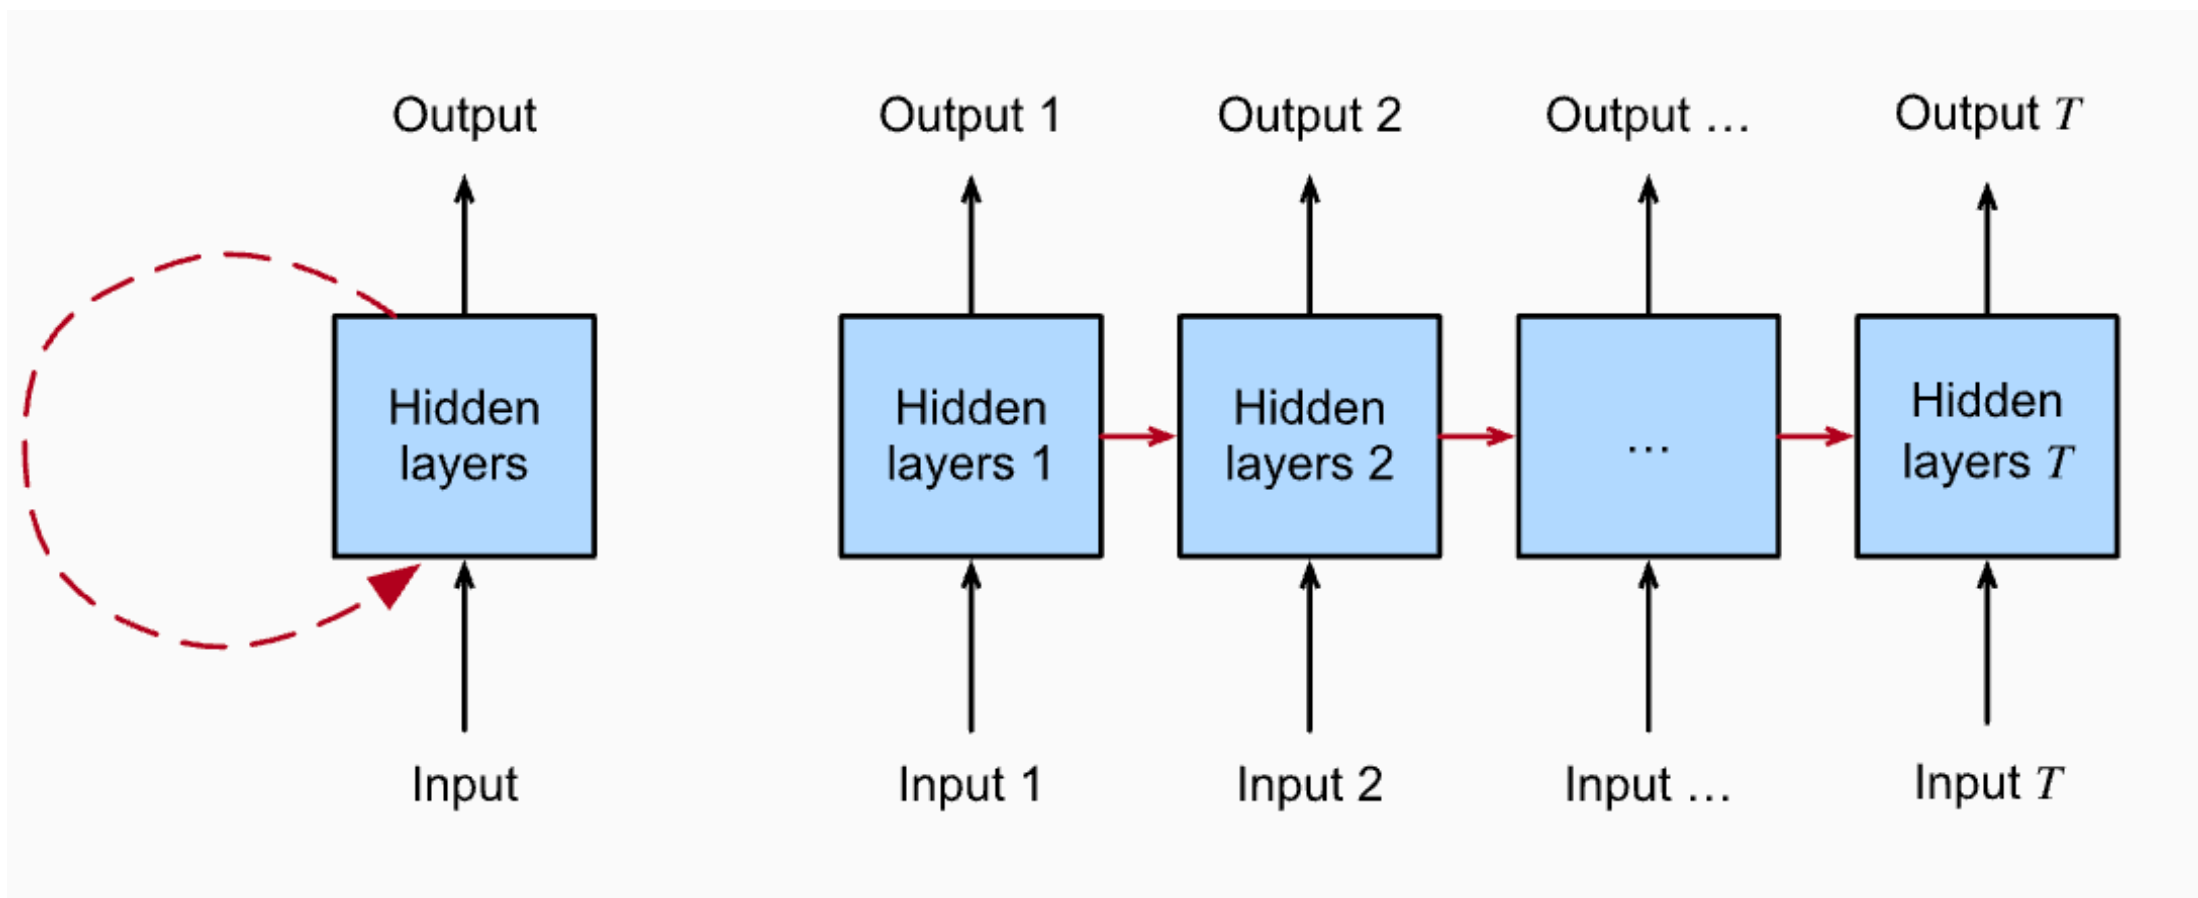 Output
Output 1
Output 2
Output ...
Output T
Hidden
layers
Hidden
layers 1
Hidden
layers 2
...
Hidden
layers T
Input
Input 1
Input 2
Input ...
Input T